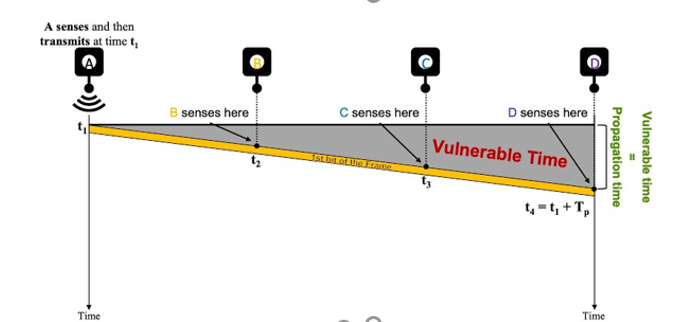 A senses and then
transmits at time t₁
A
B
C
D
B senses here
C senses here
D senses here
t₁
t₂
t₃
1st bit of the Frame
Vulnerable Time
t₄ = t₁ + Tₚ
Propagation time
=
Vulnerable time
Time
Time